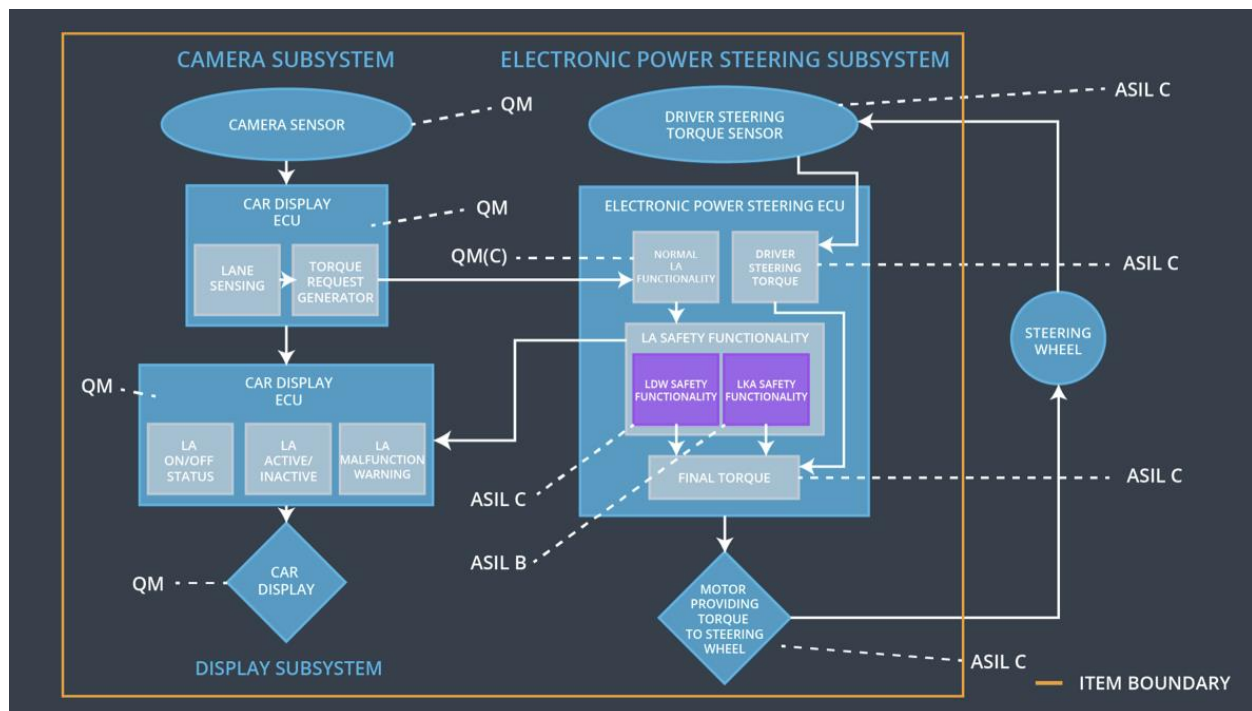 CAMERA SUBSYSTEM
ELECTRONIC POWER STEERING SUBSYSTEM
CAMERA SENSOR
QM
DRIVER STEERING
TORQUE SENSOR
ASIL C
CAR DISPLAY
ECU
QM
LANE
SENSING
TORQUE
REQUEST
GENERATOR
ELECTRONIC POWER STEERING ECU
QM(C)
NORMAL
LA
FUNCTIONALITY
DRIVER
STEERING
TORQUE
ASIL C
LA SAFETY FUNCTIONALITY
LDW SAFETY
FUNCTIONALITY
LKA SAFETY
FUNCTIONALITY
STEERING
WHEEL
QM
CAR DISPLAY
ECU
LA
ON/OFF
STATUS
LA
ACTIVE/
INACTIVE
LA
MALFUNCTION
WARNING
FINAL TORQUE
ASIL C
ASIL C
ASIL B
QM
CAR
DISPLAY
MOTOR
PROVIDING
TORQUE
TO STEERING
WHEEL
ASIL C
DISPLAY SUBSYSTEM
ITEM BOUNDARY